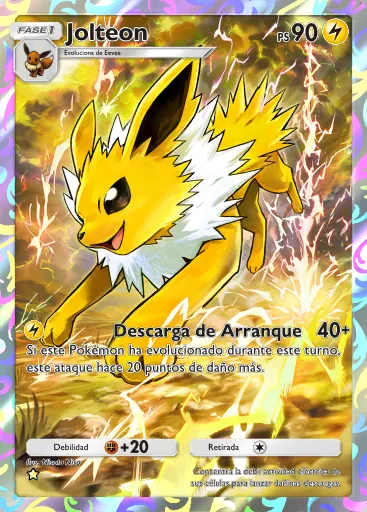 FASE 1
Jolteon
PS 90
Evoluciona de Eevee
Descarga de Arranque 40+
Si este Pokémon ha evolucionado durante este turno,
este ataque hace 20 puntos de daño más.
Debilidad +20 Retirada
Ilus.
Concentra la débil actividad eléctrica de
sus células para lanzar dañinas descargas.